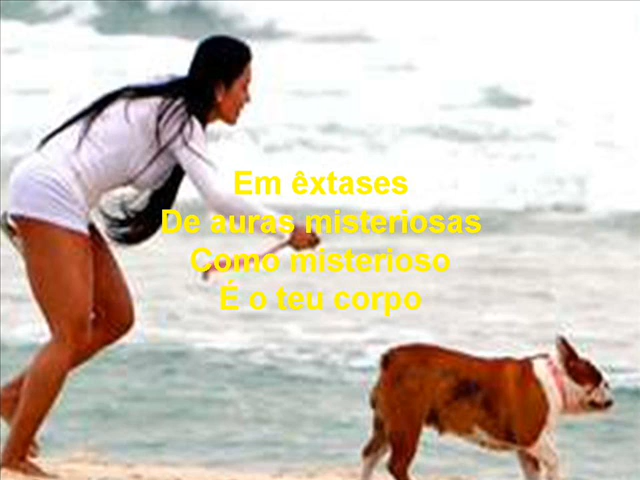 Em êxtases
De auras misteriosas
Como misterioso
É o teu corpo